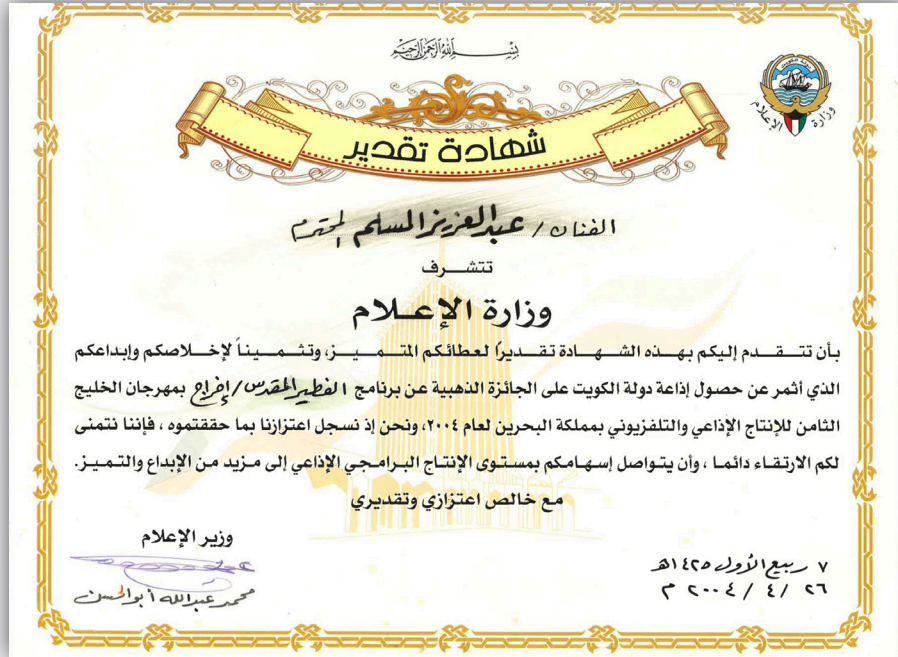 بسم الله الرحمن الرحيم
دولة الكويت
وزارة الإعلام
شهادة تقدير
الفنان / عبدالعزيز المسلم المحترم
تتشرف
وزارة الإعلام
بأن تتقدم إليكم بهذه الشهادة تقديراً لعطائكم المتميز، وتثميناً لإخلاصكم وإبداعكم
الذي أثمر عن حصول إذاعة دولة الكويت على الجائزة الذهبية عن برنامج الفطير المقدس / إخراج بمهرجان الخليج
الثامن للإنتاج الإذاعي والتلفزيوني بمملكة البحرين لعام ٢٠٠٤، ونحن إذ نسجل اعتزازنا بما حققتموه ، فإننا نتمنى
لكم الارتقاء دائما ، وأن يتواصل إسهامكم بمستوى الإنتاج البرامجي الإذاعي إلى مزيد من الإبداع والتميز.
مع خالص اعتزازي وتقديري
وزير الإعلام
محمد عبدالله أبوالحسن
٧ ربيع الأول ١٤٢٥هـ
٢٦ / ٤ / ٢٠٠٤ م